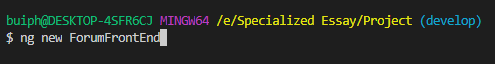 buiph@DESKTOP-4SFR6CJ MINGW64 /e/Specialized Essay/Project (develop)
$ ng new ForumFrontEnd